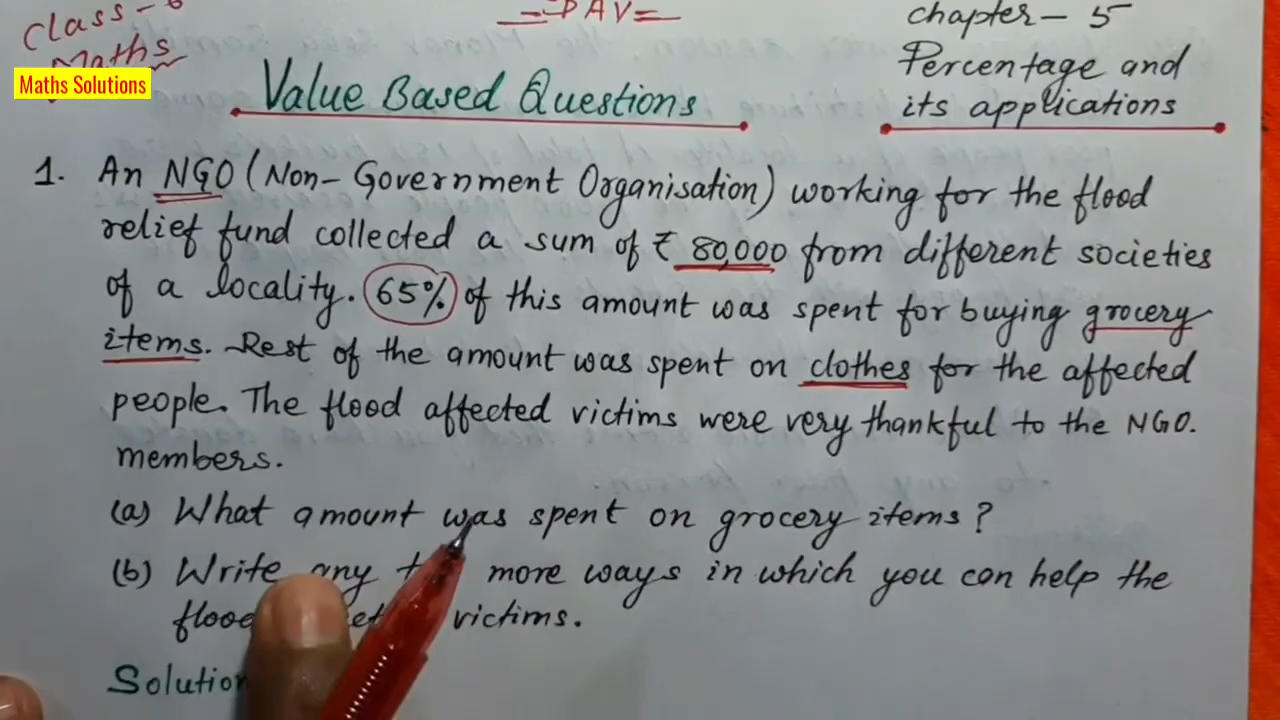 Class-6
Maths
Maths Solutions
=DAV=
chapter- 5
Percentage and
its applications
Value Based Questions
1. An NGO (Non-Government Organisation) working for the flood
relief fund collected a sum of ₹ 80,000 from different societies
of a locality. 65% of this amount was spent for buying grocery
items. Rest of the amount was spent on clothes for the affected
people. The flood affected victims were very thankful to the NGO.
members.
(a) What amount was spent on grocery items?
(b) Write any more ways in which you can help the
victims.
Solution